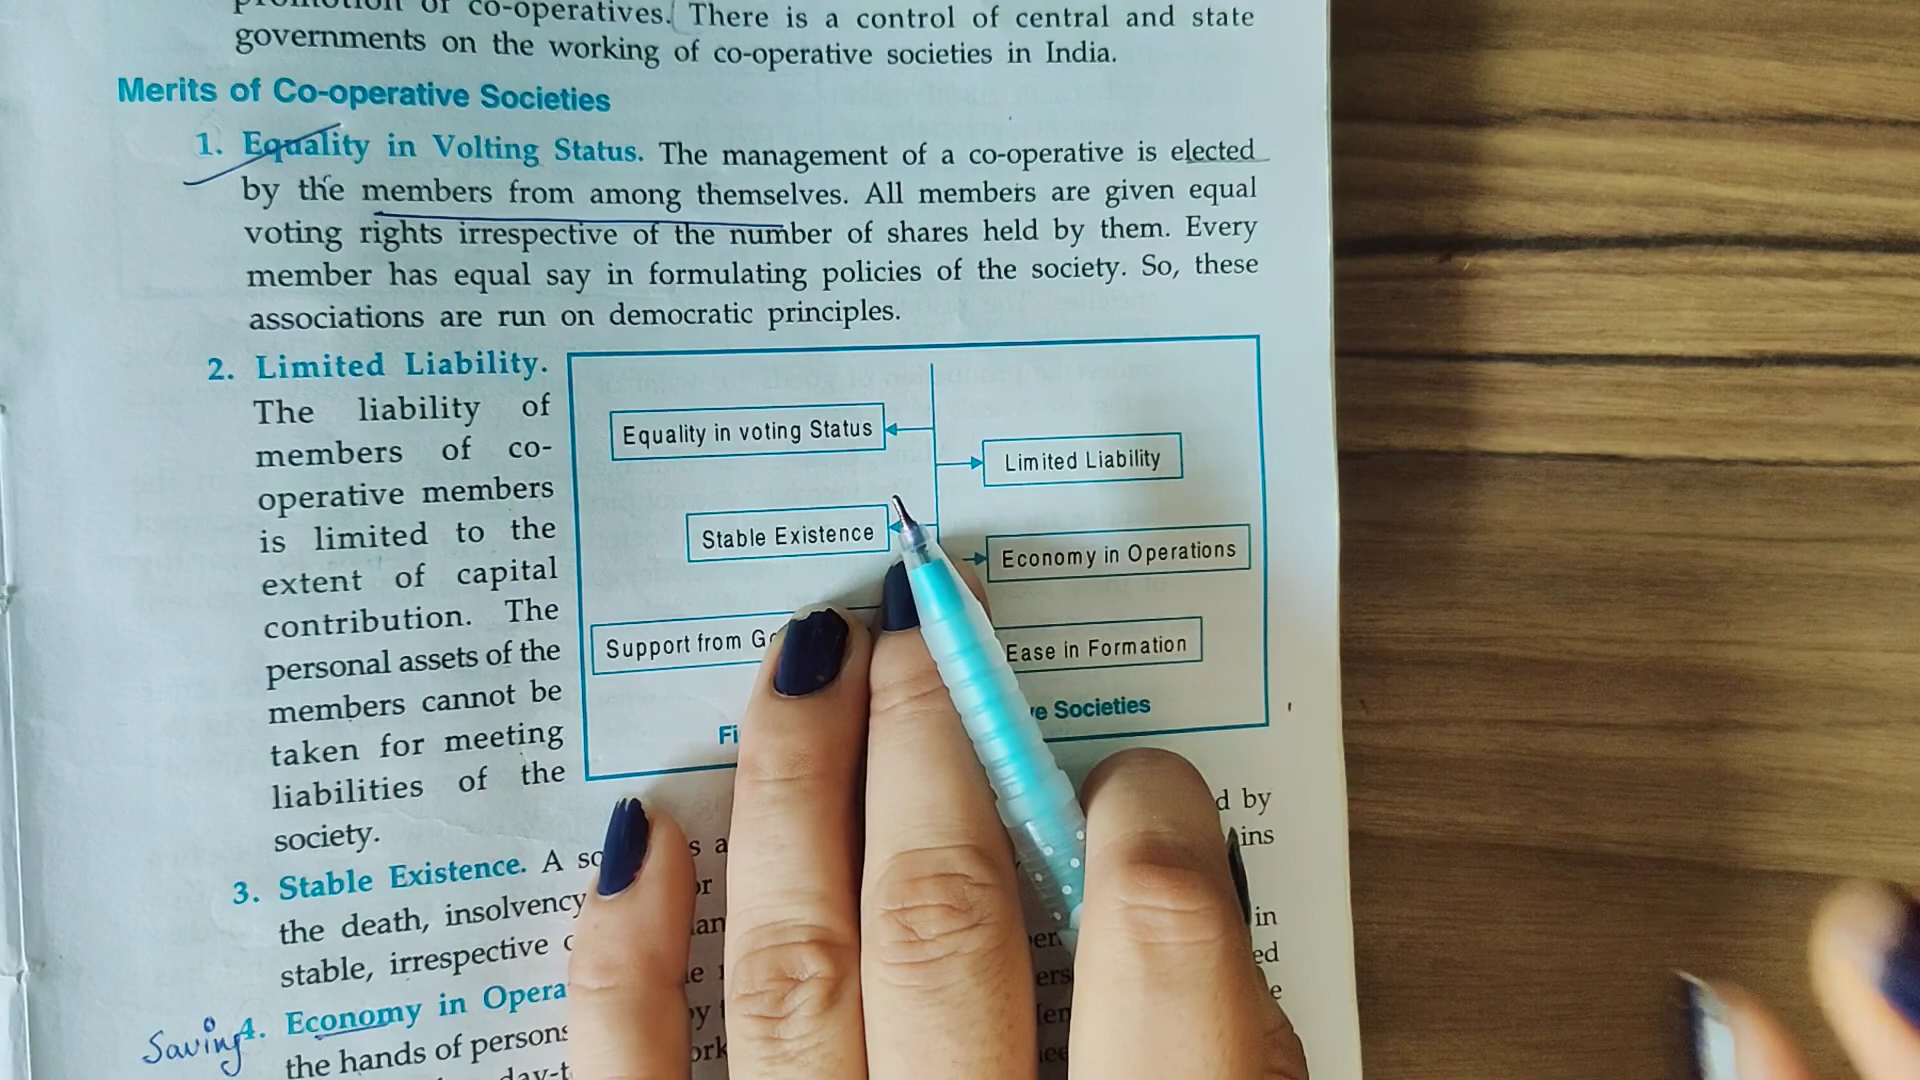 of co-operatives. There is a control of central and state
governments on the working of co-operative societies in India.
Merits of Co-operative Societies
1. Equality in Volting Status. The management of a co-operative is elected
by the members from among themselves. All members are given equal
voting rights irrespective of the number of shares held by them. Every
member has equal say in formulating policies of the society. So, these
associations are run on democratic principles.
2. Limited Liability.
The liability of
members of co-
operative members
is limited to the
extent of capital
contribution. The
personal assets of the
members cannot be
taken for meeting
liabilities of the
society.
Equality in voting Status
Limited Liability
Stable Existence
Economy in Operations
Support from
Ease in Formation
Societies
d by
ins
3. Stable Existence. A
the death, insolvency
in
stable, irrespective
ed
Saving
4. Economy in
the hands of persons